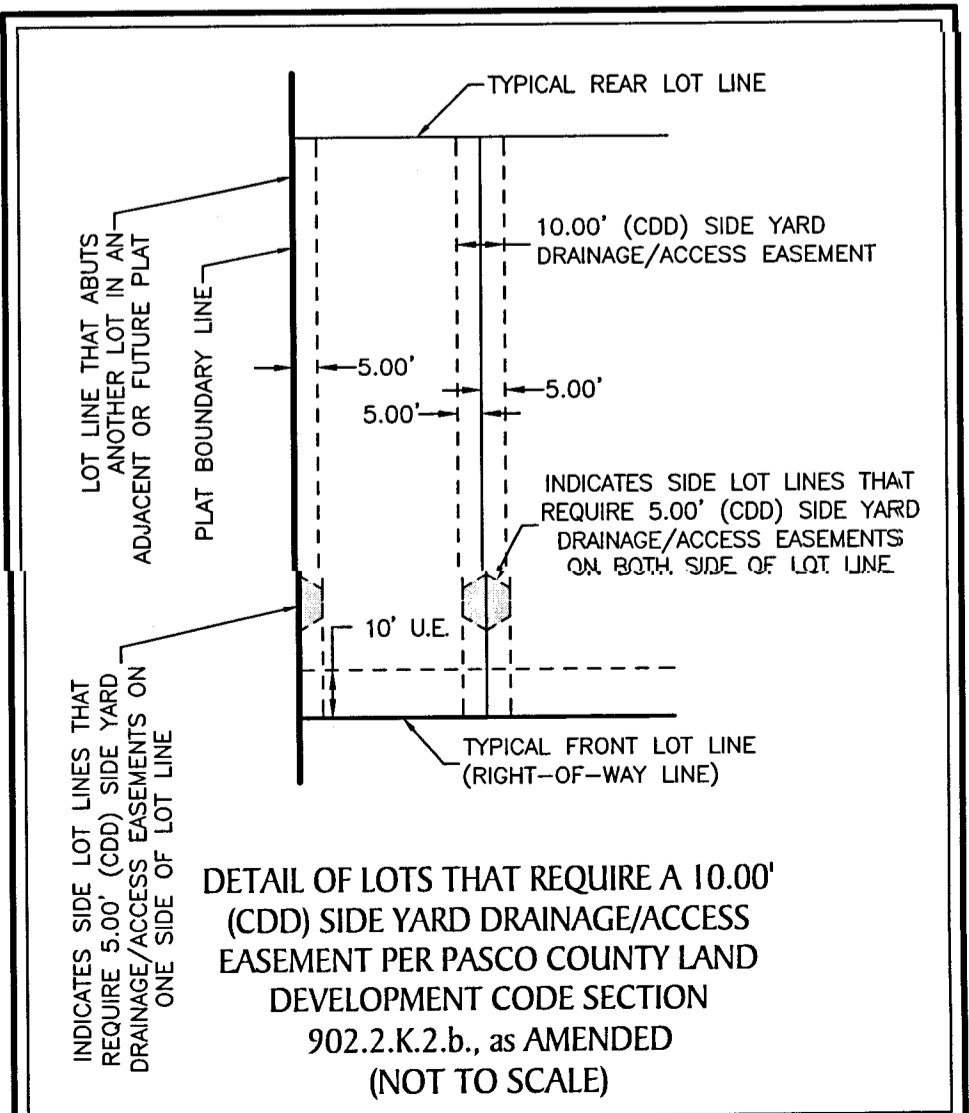 TYPICAL REAR LOT LINE
LOT LINE THAT ABUTS
ANOTHER LOT IN AN
ADJACENT OR FUTURE PLAT
PLAT BOUNDARY LINE
10.00' (CDD) SIDE YARD
DRAINAGE/ACCESS EASEMENT
5.00'
5.00'
5.00'
INDICATES SIDE LOT LINES THAT
REQUIRE 5.00' (CDD) SIDE YARD
DRAINAGE/ACCESS EASEMENTS
ON BOTH SIDE OF LOT LINE
10' U.E.
INDICATES SIDE LOT LINES THAT
REQUIRE 5.00' (CDD) SIDE YARD
DRAINAGE/ACCESS EASEMENTS ON
ONE SIDE OF LOT LINE
TYPICAL FRONT LOT LINE
(RIGHT-OF-WAY LINE)
DETAIL OF LOTS THAT REQUIRE A 10.00'
(CDD) SIDE YARD DRAINAGE/ACCESS
EASEMENT PER PASCO COUNTY LAND
DEVELOPMENT CODE SECTION
902.2.K.2.b., as AMENDED
(NOT TO SCALE)